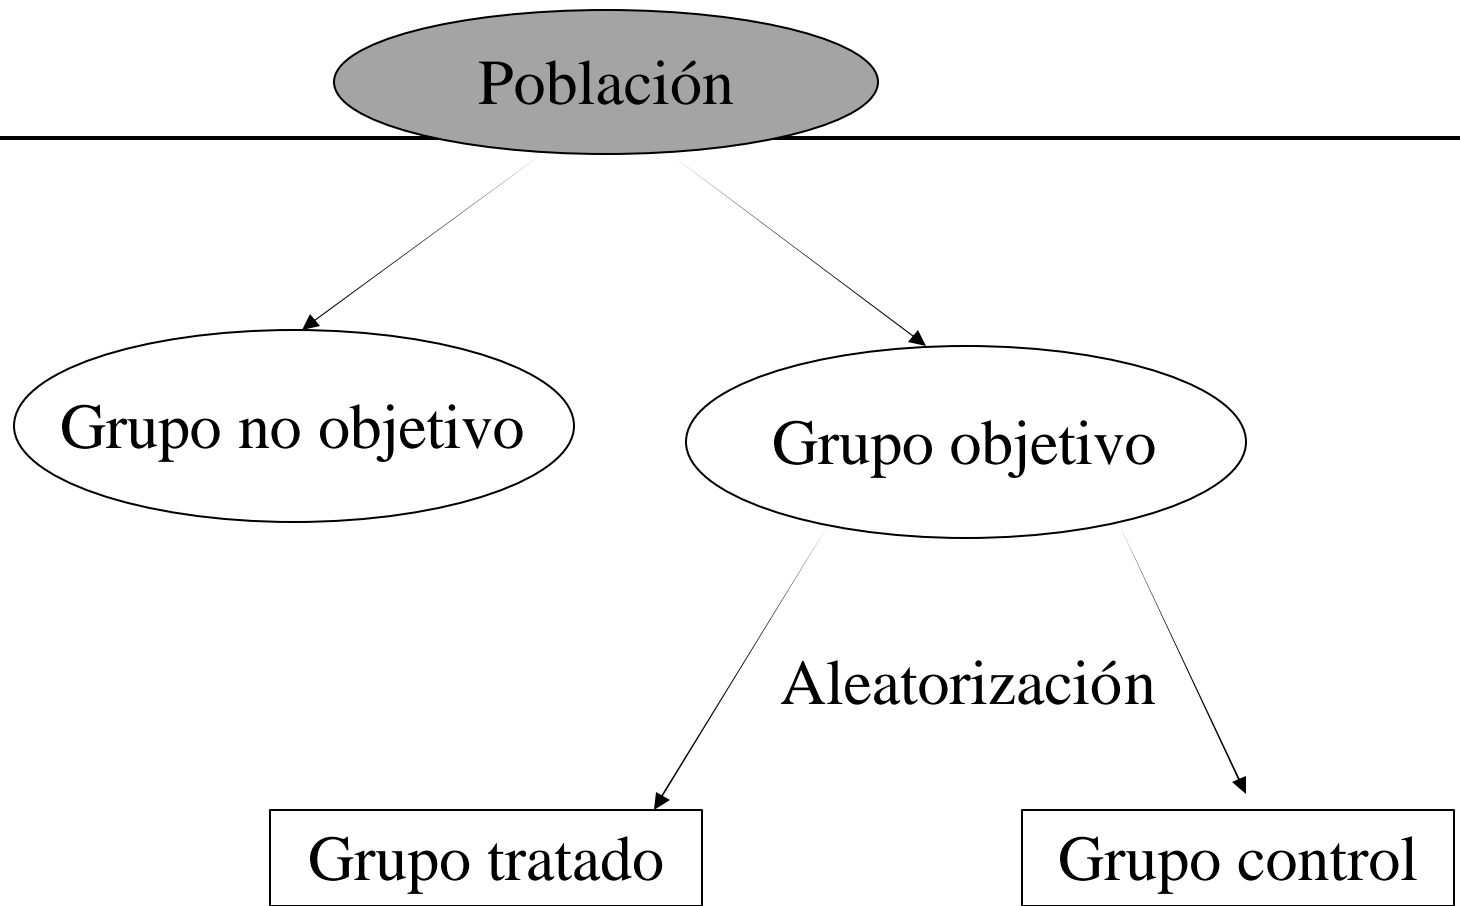 Población
Grupo no objetivo
Grupo objetivo
Aleatorización
Grupo tratado
Grupo control